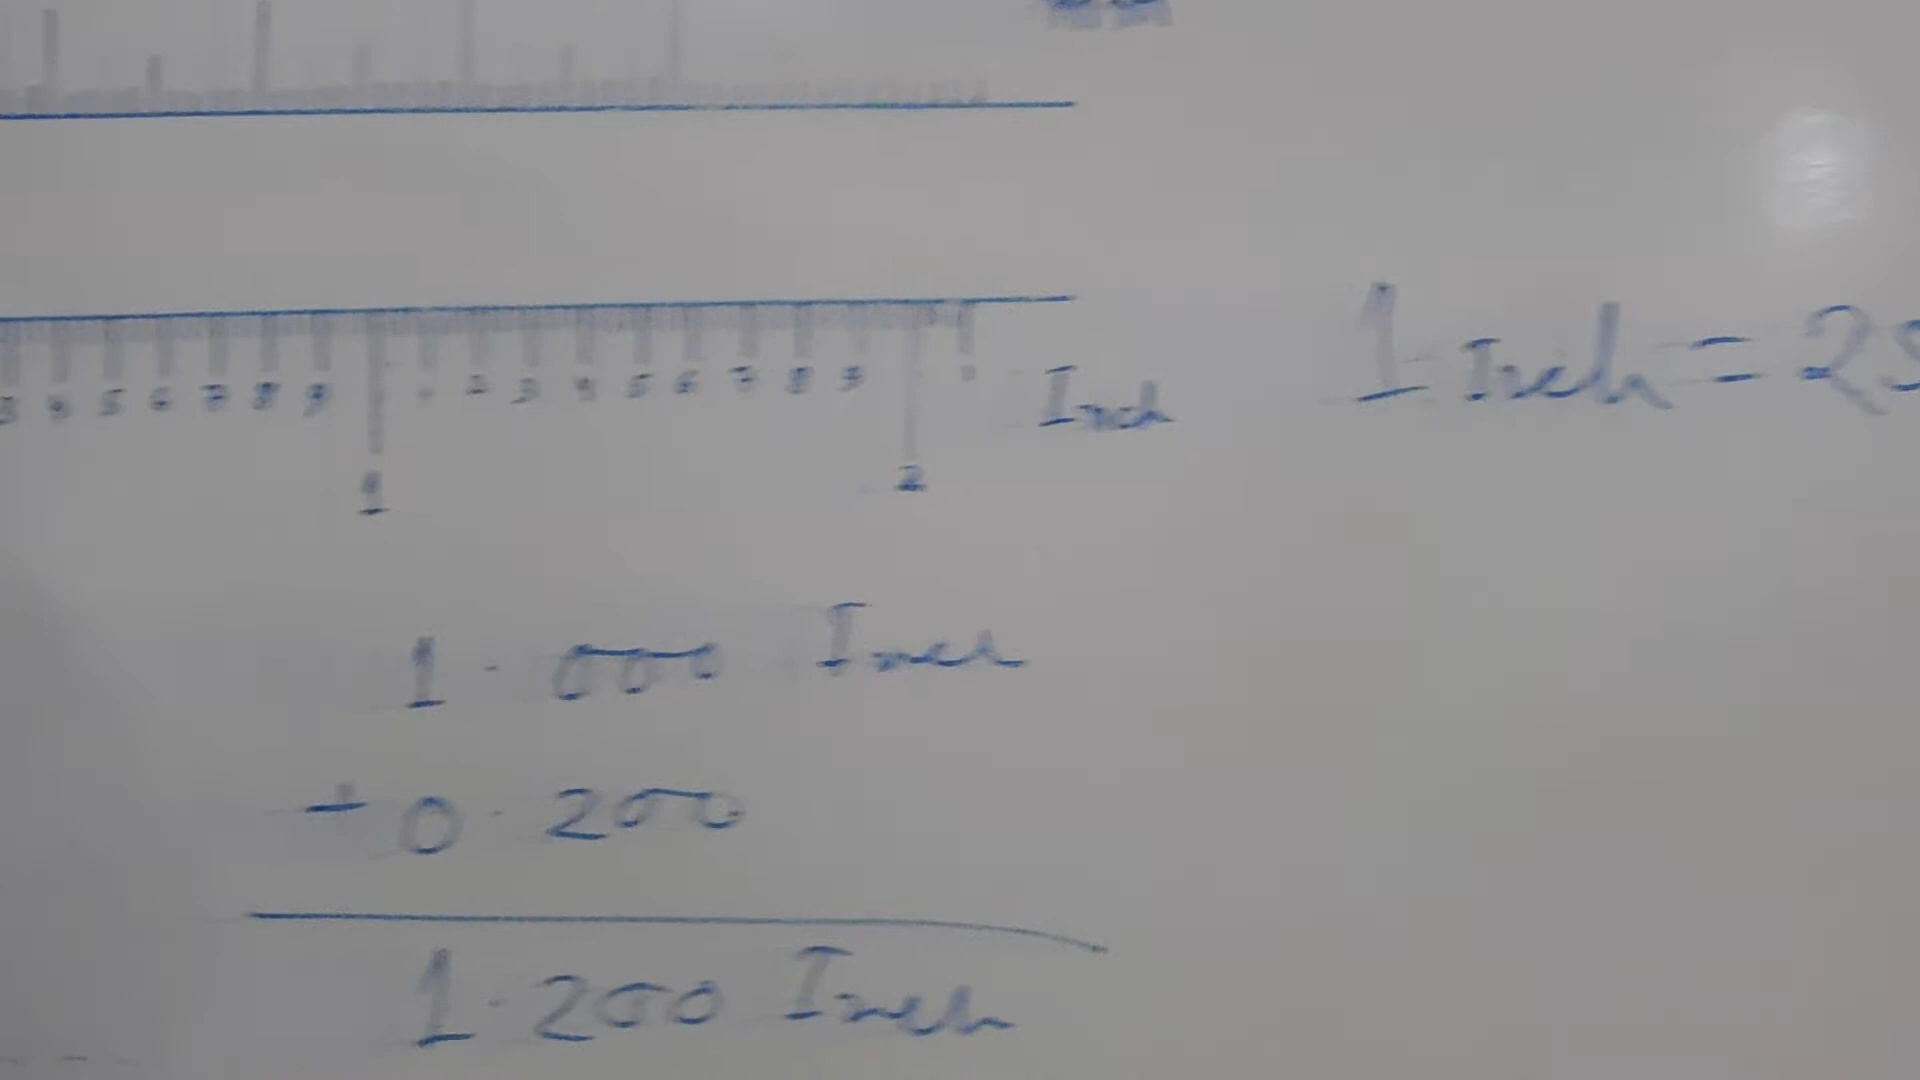 3 4 5 6 7 8 9 2 3 4 5 6 7 8 9 Inch
1 2
1 Inch = 25
1.000 Inch
+ 0.200
1.200 Inch